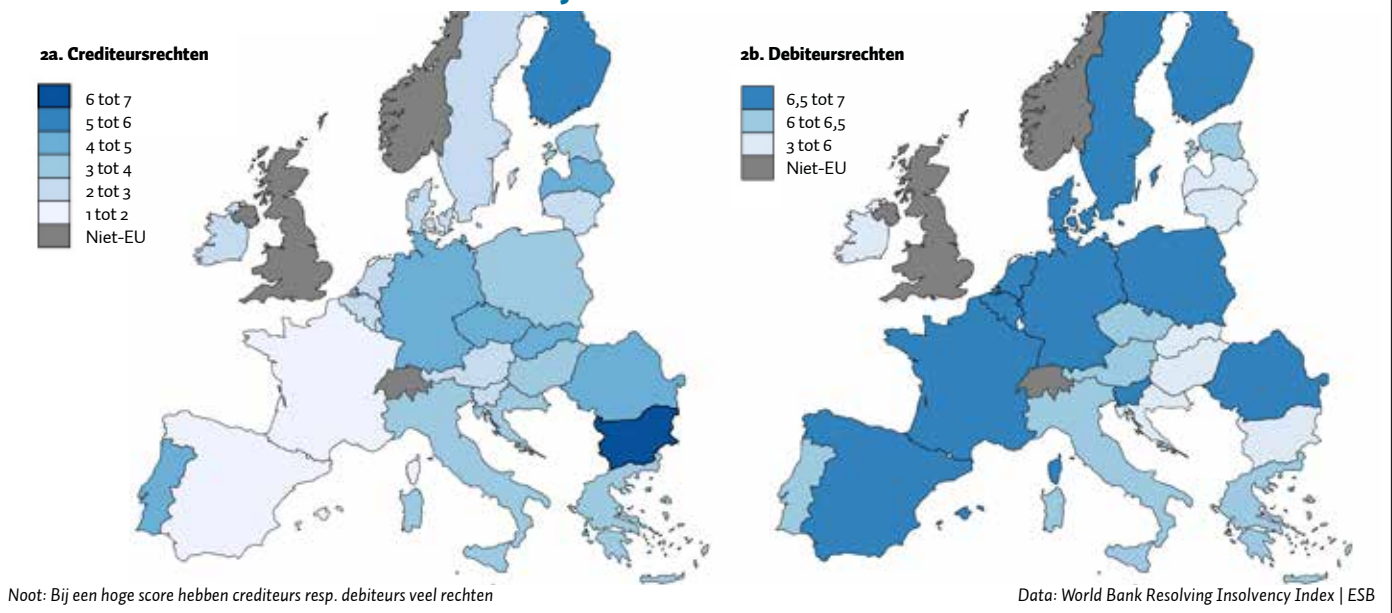 2a. Crediteursrechten
6 tot 7
5 tot 6
4 tot 5
3 tot 4
2 tot 3
1 tot 2
Niet-EU
2b. Debiteursrechten
6,5 tot 7
6 tot 6,5
3 tot 6
Niet-EU
Noot: Bij een hoge score hebben crediteurs resp. debiteurs veel rechten
Data: World Bank Resolving Insolvency Index | ESB